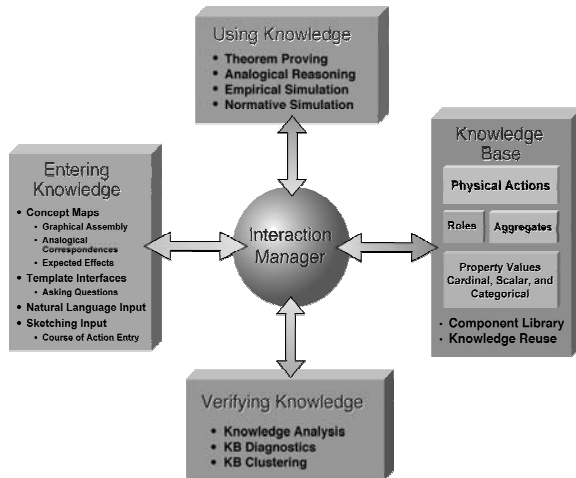 Using Knowledge
• Theorem Proving
• Analogical Reasoning
• Empirical Simulation
• Normative Simulation
Entering
Knowledge
• Concept Maps
• Graphical Assembly
• Analogical
Correspondences
• Expected Effects
• Template Interfaces
• Asking Questions
• Natural Language Input
• Sketching Input
• Course of Action Entry
Interaction
Manager
Knowledge
Base
Physical Actions
Roles
Aggregates
Property Values
Cardinal, Scalar, and
Categorical
• Component Library
• Knowledge Reuse
Verifying Knowledge
• Knowledge Analysis
• KB Diagnostics
• KB Clustering